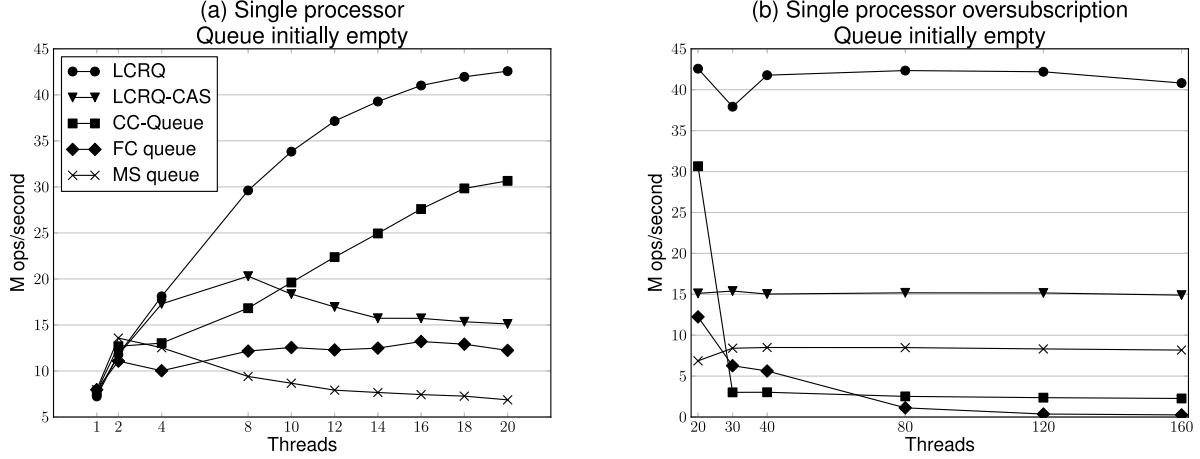 (a) Single processor
Queue initially empty
45
40
35
30
25
20
15
10
5
M ops/second
LCRQ
LCRQ-CAS
CC-Queue
FC queue
MS queue
1 2 4 8 10 12 14 16 18 20
Threads
(b) Single processor oversubscription
Queue initially empty
45
40
35
30
25
20
15
10
5
0
M ops/second
20 30 40 80 120 160
Threads